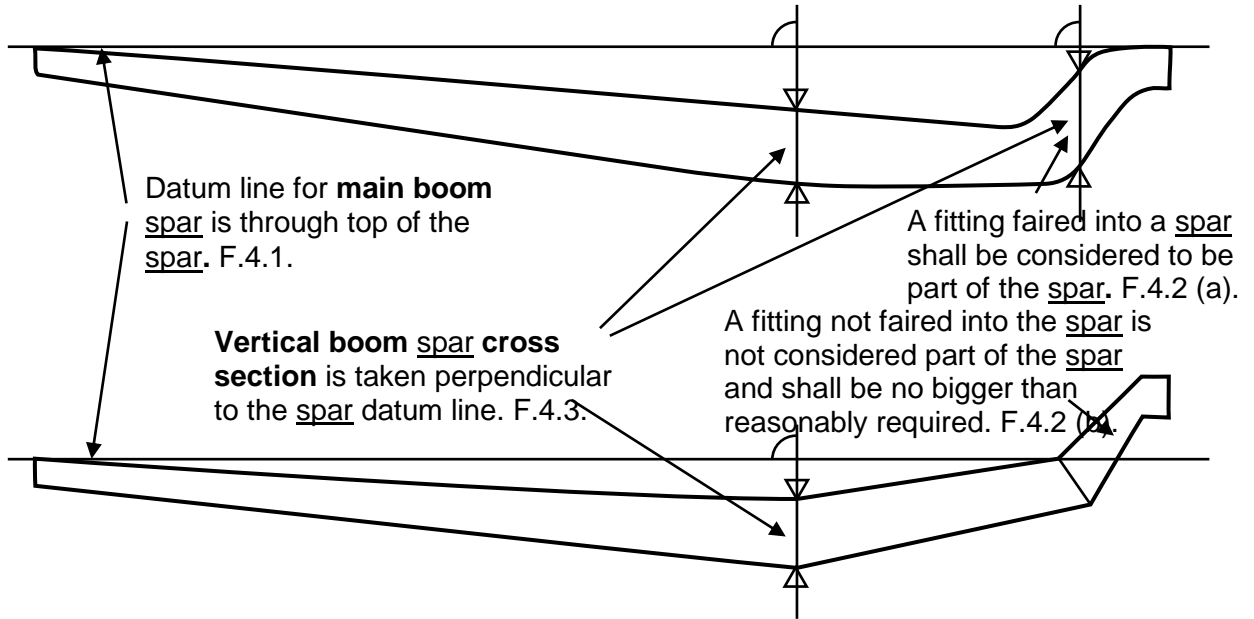 Datum line for main boom
spar is through top of the
spar. F.4.1.
A fitting faired into a spar
shall be considered to be
part of the spar. F.4.2 (a).
Vertical boom spar cross
section is taken perpendicular
to the spar datum line. F.4.3.
A fitting not faired into the spar is
not considered part of the spar
and shall be no bigger than
reasonably required. F.4.2 (b).